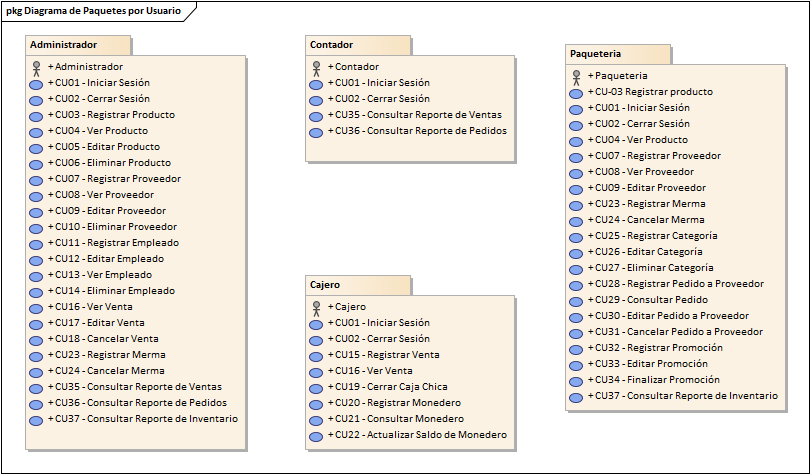 pkg Diagrama de Paquetes por Usuario
Administrador
+ Administrador
+ CU01 - Iniciar Sesión
+ CU02 - Cerrar Sesión
+ CU03 - Registrar Producto
+ CU04 - Ver Producto
+ CU05 - Editar Producto
+ CU06 - Eliminar Producto
+ CU07 - Registrar Proveedor
+ CU08 - Ver Proveedor
+ CU09 - Editar Proveedor
+ CU10 - Eliminar Proveedor
+ CU11 - Registrar Empleado
+ CU12 - Editar Empleado
+ CU13 - Ver Empleado
+ CU14 - Eliminar Empleado
+ CU16 - Ver Venta
+ CU17 - Editar Venta
+ CU18 - Cancelar Venta
+ CU23 - Registrar Merma
+ CU24 - Cancelar Merma
+ CU35 - Consultar Reporte de Ventas
+ CU36 - Consultar Reporte de Pedidos
+ CU37 - Consultar Reporte de Inventario
Contador
+ Contador
+ CU01 - Iniciar Sesión
+ CU02 - Cerrar Sesión
+ CU35 - Consultar Reporte de Ventas
+ CU36 - Consultar Reporte de Pedidos
Cajero
+ Cajero
+ CU01 - Iniciar Sesión
+ CU02 - Cerrar Sesión
+ CU15 - Registrar Venta
+ CU16 - Ver Venta
+ CU19 - Cerrar Caja Chica
+ CU20 - Registrar Monedero
+ CU21 - Consultar Monedero
+ CU22 - Actualizar Saldo de Monedero
Paqueteria
+ Paqueteria
+ CU-03 Registrar producto
+ CU01 - Iniciar Sesión
+ CU02 - Cerrar Sesión
+ CU04 - Ver Producto
+ CU07 - Registrar Proveedor
+ CU08 - Ver Proveedor
+ CU09 - Editar Proveedor
+ CU23 - Registrar Merma
+ CU24 - Cancelar Merma
+ CU25 - Registrar Categoría
+ CU26 - Editar Categoría
+ CU27 - Eliminar Categoría
+ CU28 - Registrar Pedido a Proveedor
+ CU29 - Consultar Pedido
+ CU30 - Editar Pedido a Proveedor
+ CU31 - Cancelar Pedido a Proveedor
+ CU32 - Registrar Promoción
+ CU33 - Editar Promoción
+ CU34 - Finalizar Promoción
+ CU37 - Consultar Reporte de Inventario